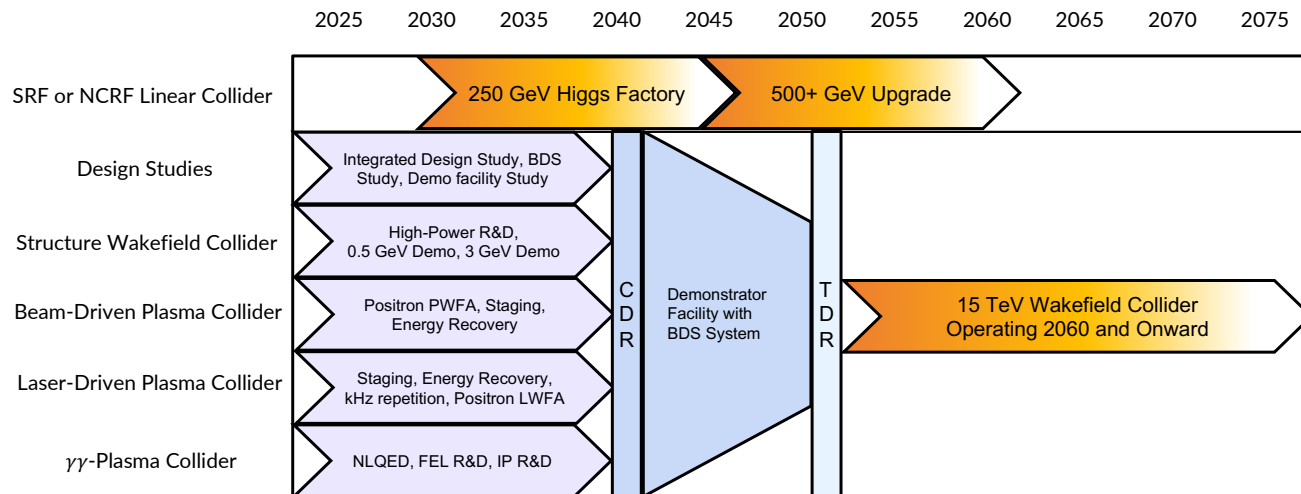 2025 2030 2035 2040 2045 2050 2055 2060 2065 2070 2075
SRF or NCRF Linear Collider
250 GeV Higgs Factory
500+ GeV Upgrade
Design Studies
Integrated Design Study, BDS
Study, Demo facility Study
Structure Wakefield Collider
High-Power R&D,
0.5 GeV Demo, 3 GeV Demo
Beam-Driven Plasma Collider
Positron PWFA, Staging,
Energy Recovery
Laser-Driven Plasma Collider
Staging, Energy Recovery,
kHz repetition, Positron LWFA
γγ-Plasma Collider
NLQED, FEL R&D, IP R&D
C
D
R
Demonstrator
Facility with
BDS System
T
D
R
15 TeV Wakefield Collider
Operating 2060 and Onward